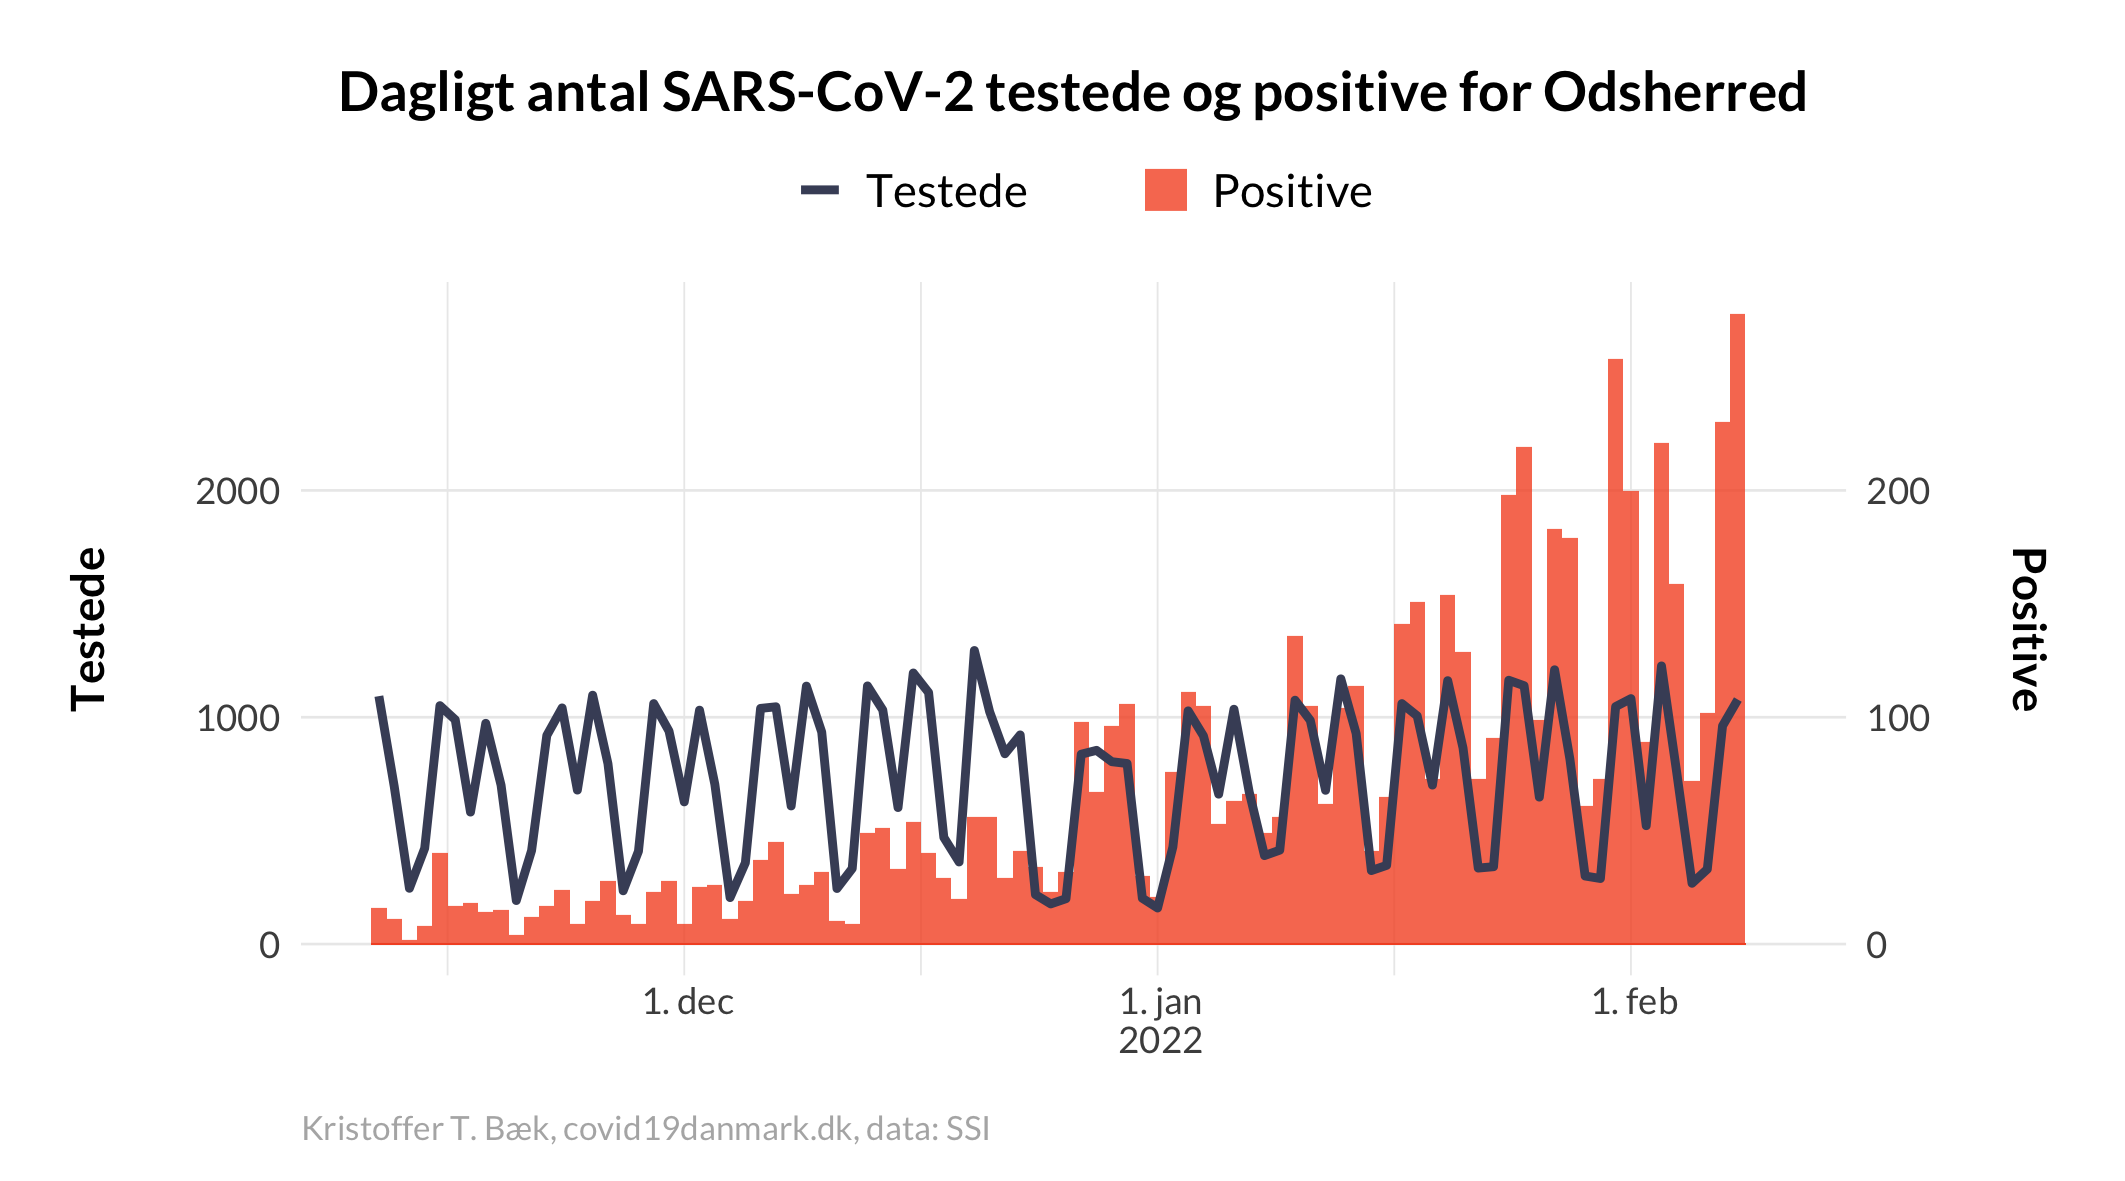 Dagligt antal SARS-CoV-2 testede og positive for Odsherred
Testede
Positive
2000
1000
0
Testede
200
100
0
Positive
1. dec
1. jan
2022
1. feb
Kristoffer T. Bæk, covid19danmark.dk, data: SSI